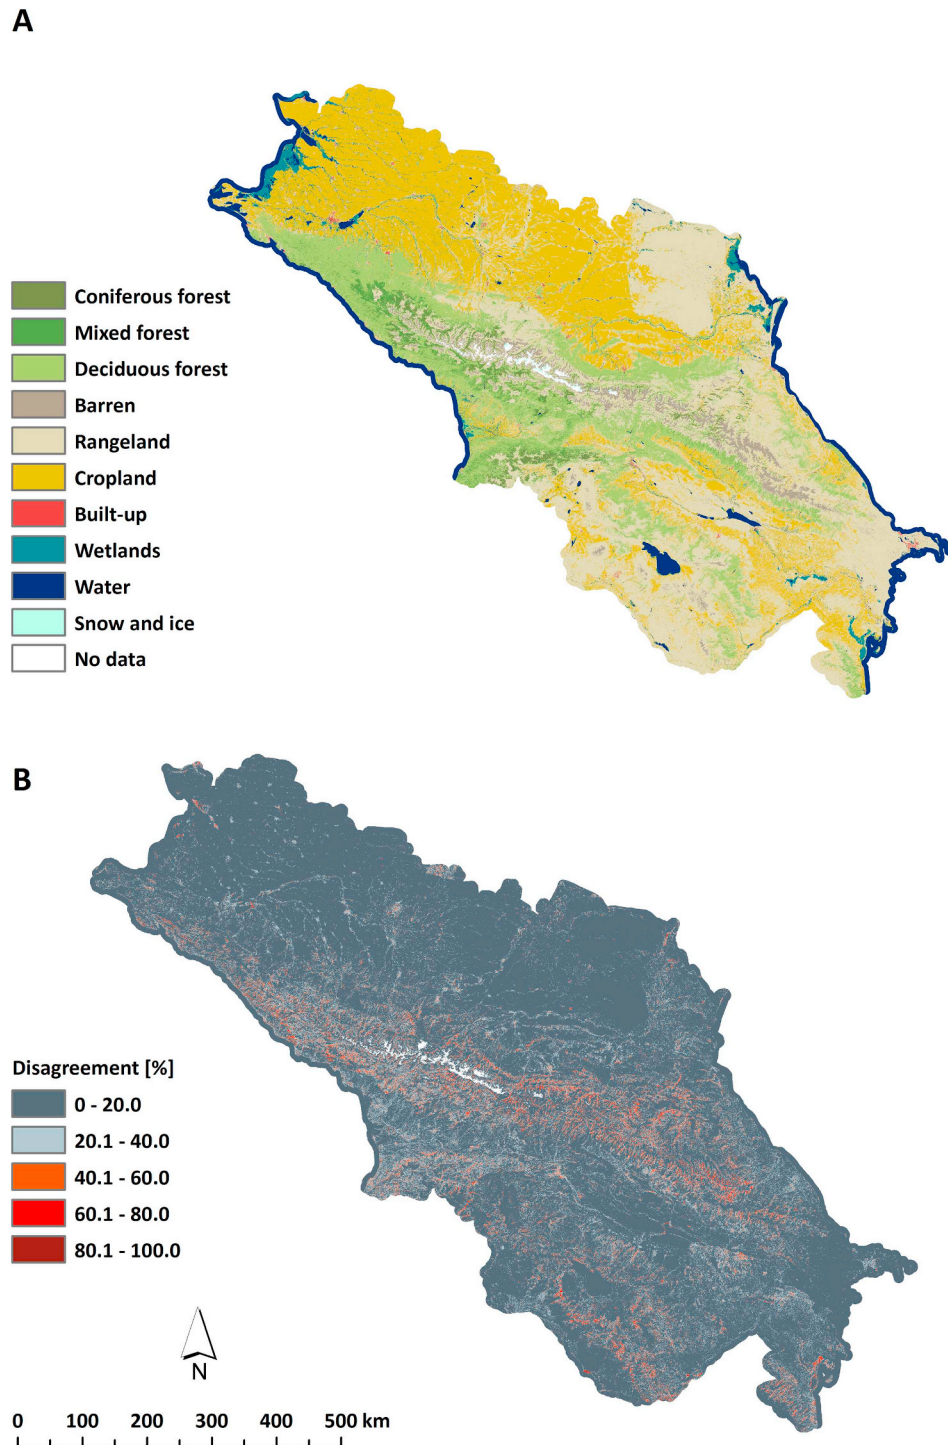 A
Coniferous forest
Mixed forest
Deciduous forest
Barren
Rangeland
Cropland
Built-up
Wetlands
Water
Snow and ice
No data
B
Disagreement [%]
0 - 20.0
20.1 - 40.0
40.1 - 60.0
60.1 - 80.0
80.1 - 100.0
N
0 100 200 300 400 500 km